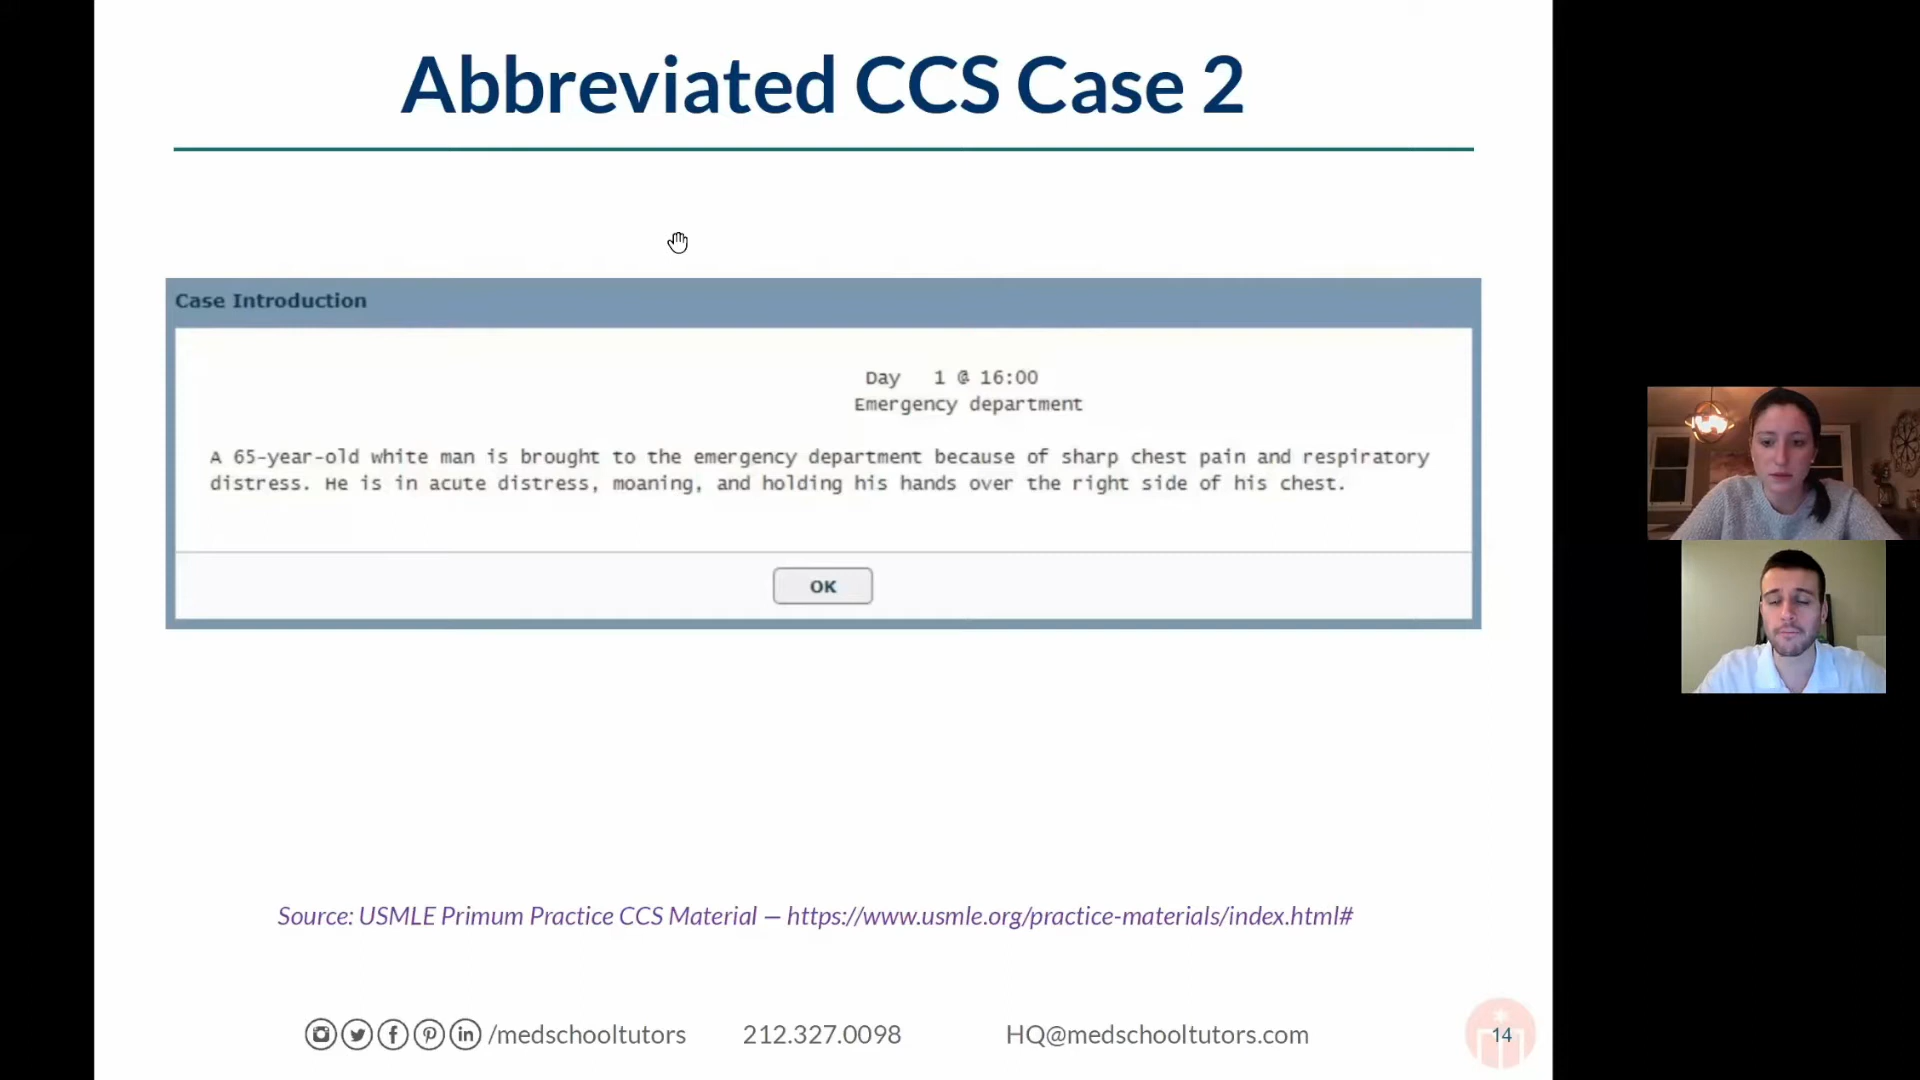 Abbreviated CCS Case 2
Case Introduction
Day 1 @ 16:00
Emergency department
A 65-year-old white man is brought to the emergency department because of sharp chest pain and respiratory
distress. He is in acute distress, moaning, and holding his hands over the right side of his chest.
OK
Source: USMLE Primum Practice CCS Material — https://www.usmle.org/practice-materials/index.html#
/medschooltutors 212.327.0098 HQ@medschooltutors.com 14